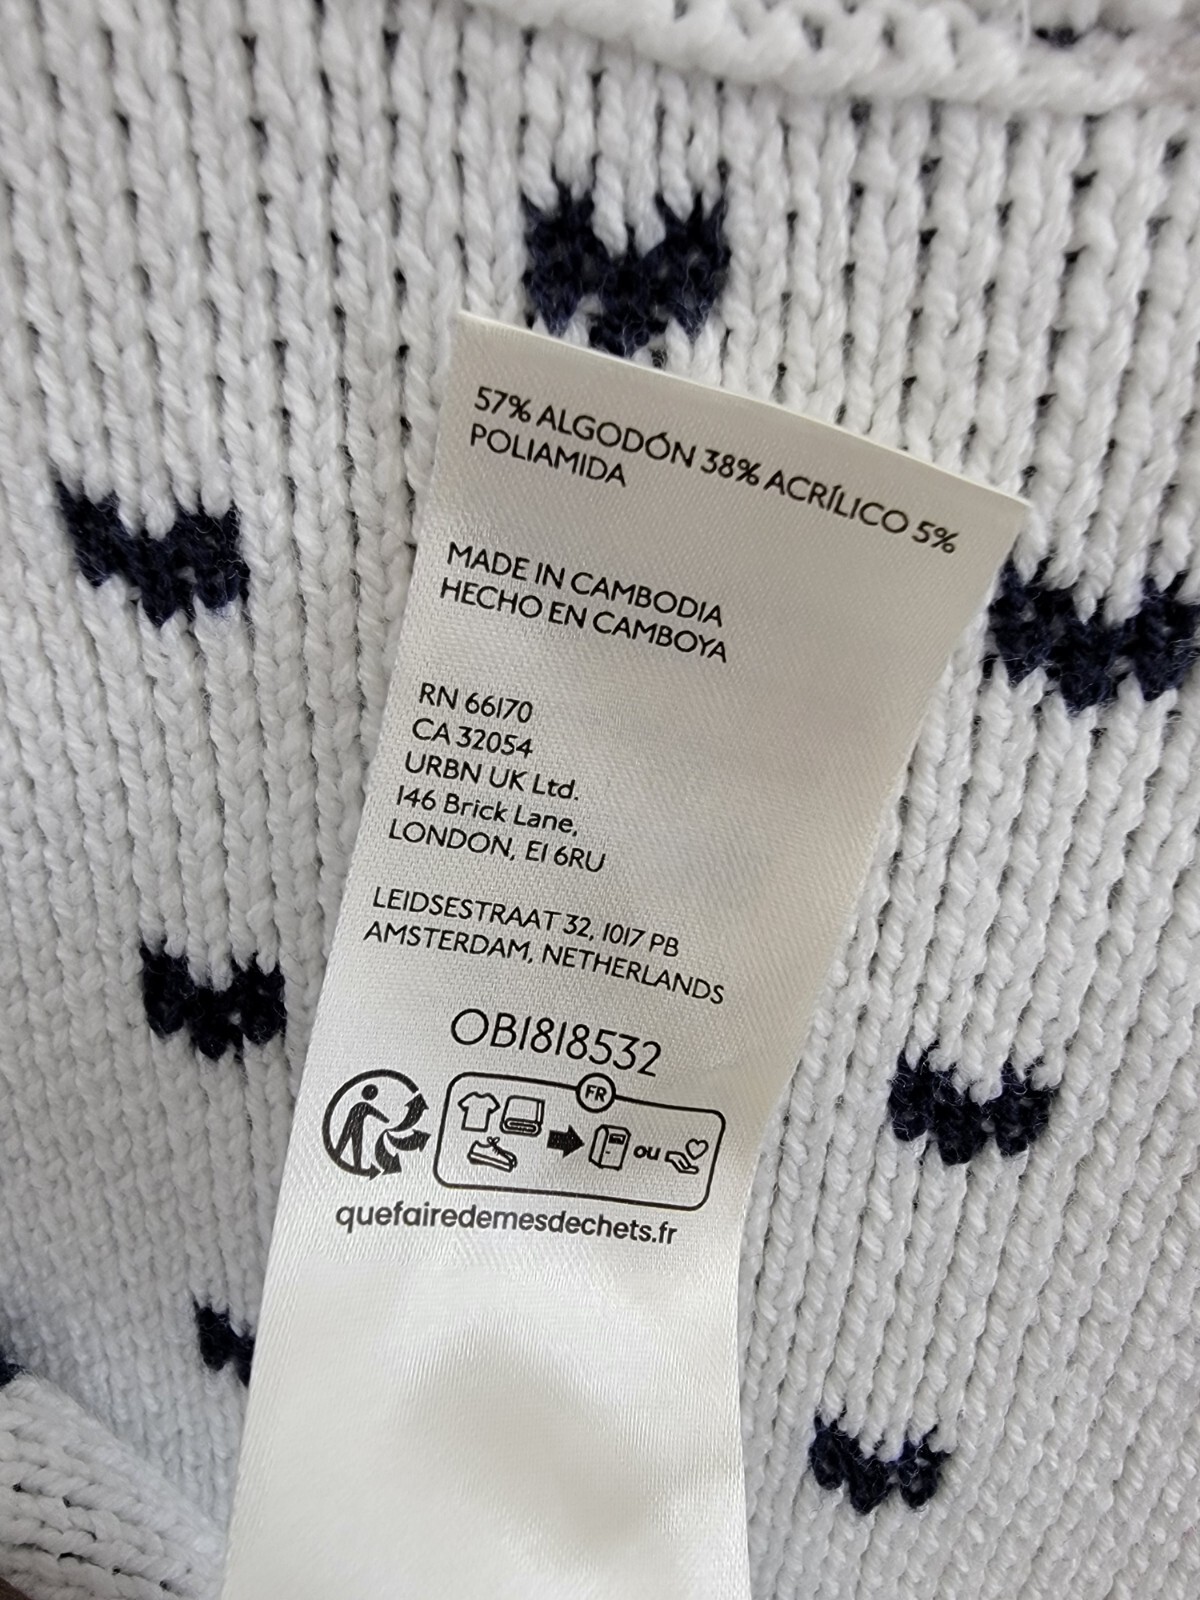 57% ALGODÓN 38% ACRÍLICO 5%
POLIAMIDA
MADE IN CAMBODIA
HECHO EN CAMBOYA
RN 66170
CA 32054
URBN UK Ltd.
146 Brick Lane,
LONDON, E1 6RU
LEIDSESTRAAT 32, 1017 PB
AMSTERDAM, NETHERLANDS
OB1818532
FR
ou
quefairedemesdechets.fr